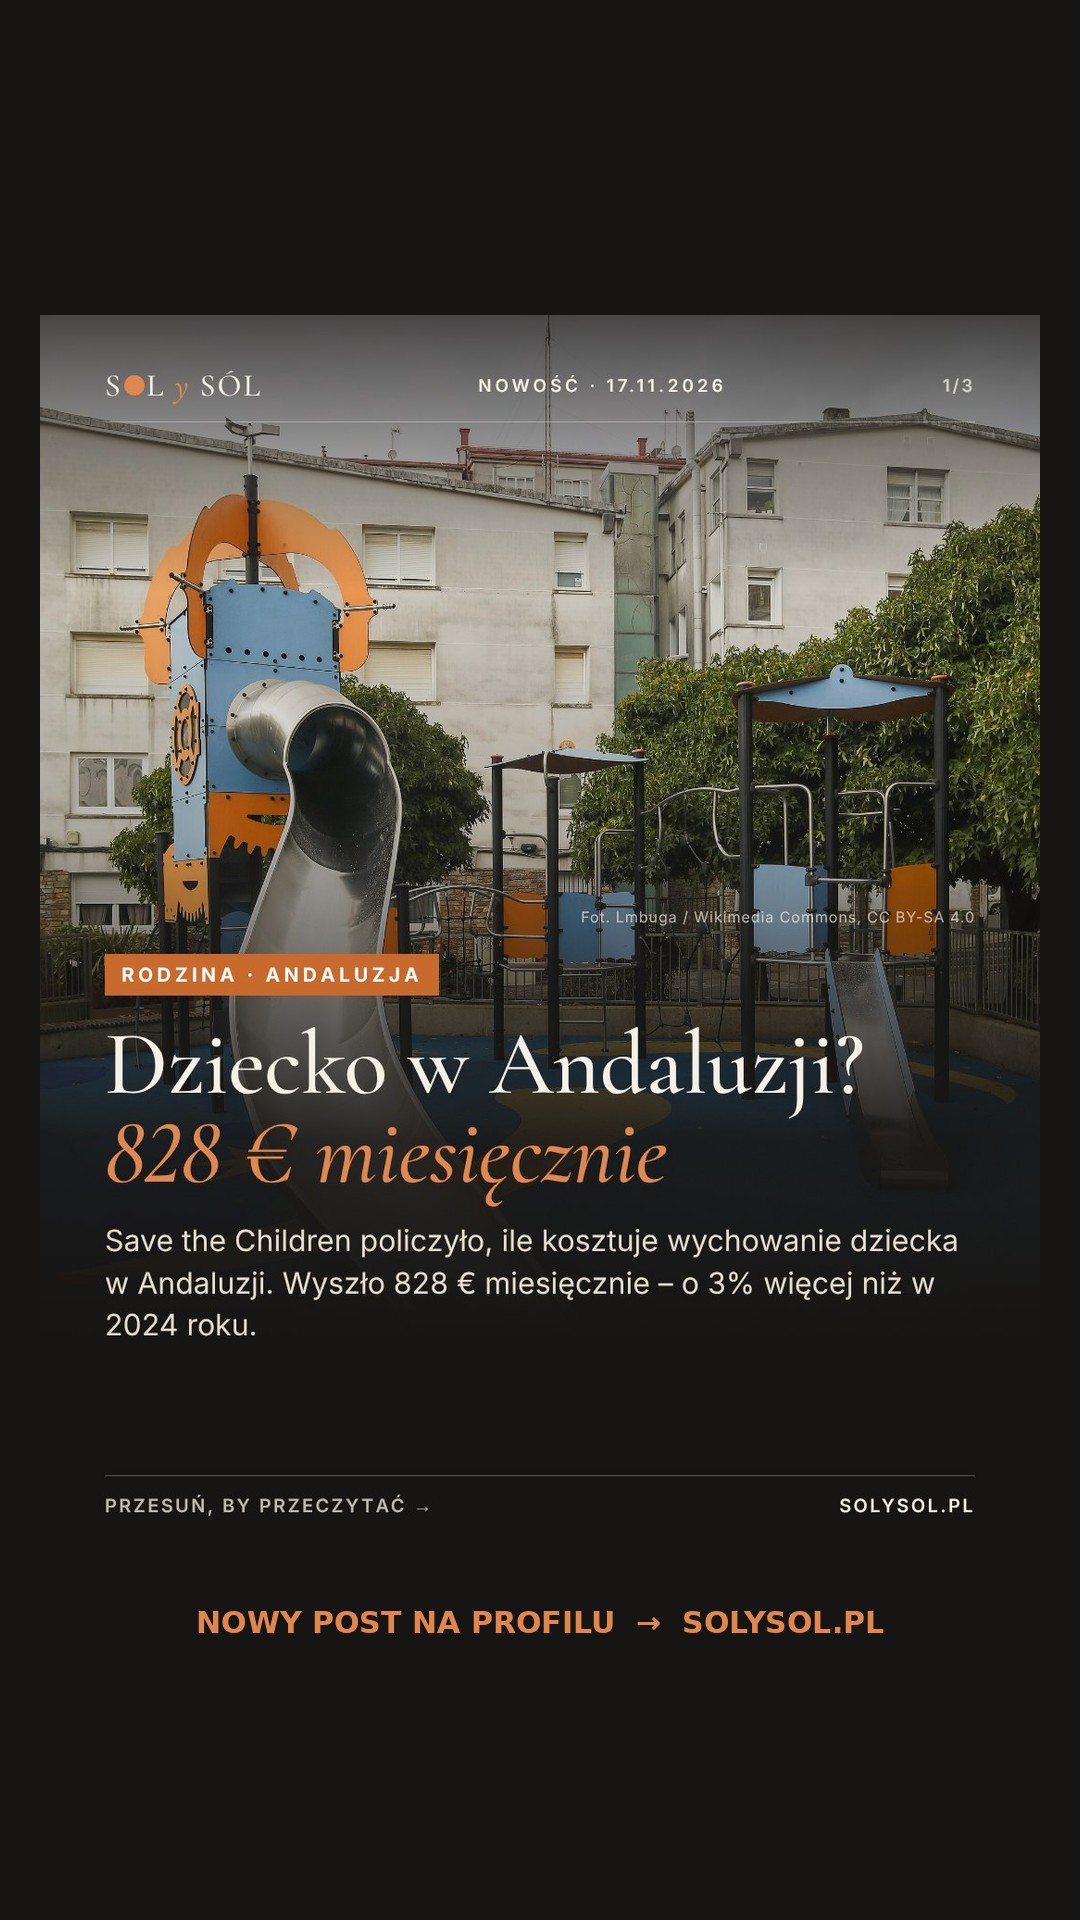 SOL y SÓL
NOWOŚĆ · 17.11.2026
1/3
Fot. Lmbuga / Wikimedia Commons, CC BY-SA 4.0
RODZINA · ANDALUZJA
Dziecko w Andaluzji?
828 € miesięcznie
Save the Children policzyło, ile kosztuje wychowanie dziecka
w Andaluzji. Wyszło 828 € miesięcznie – o 3% więcej niż w
2024 roku.
PRZESUŃ, BY PRZECZYTAĆ →
SOLYSOL.PL
NOWY POST NA PROFILU → SOLYSOL.PL